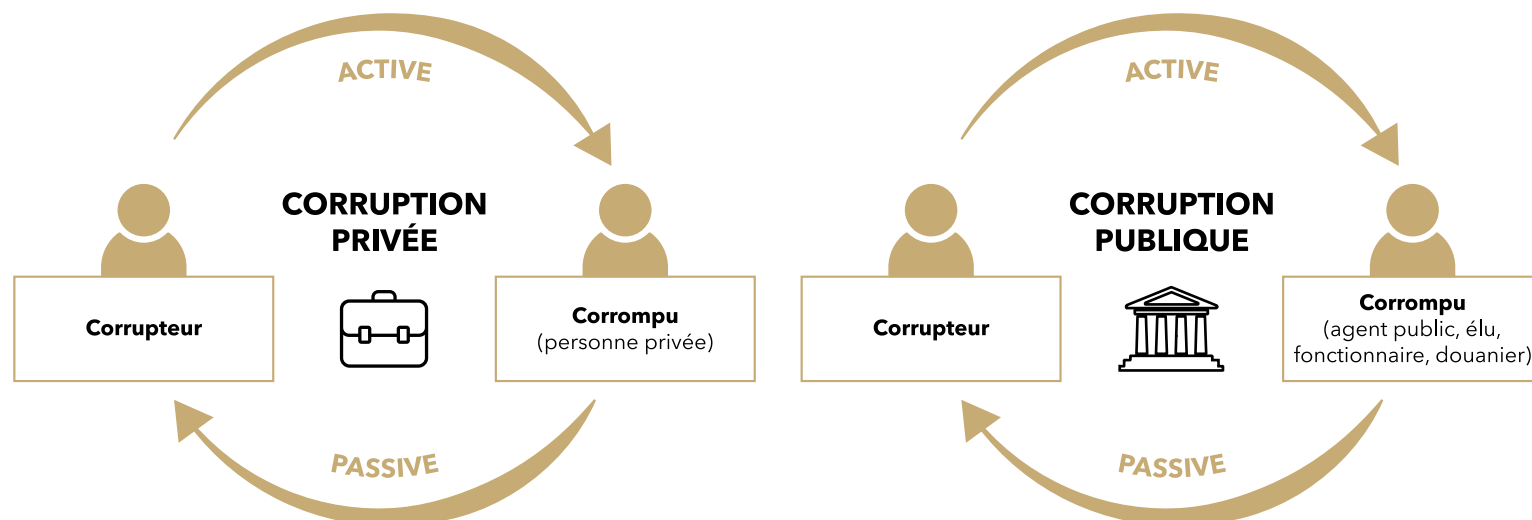 ACTIVE
CORRUPTION
PRIVÉE
Corrupteur
Corrompu
(personne privée)
PASSIVE
ACTIVE
CORRUPTION
PUBLIQUE
Corrupteur
Corrompu
(agent public, élu,
fonctionnaire, douanier)
PASSIVE